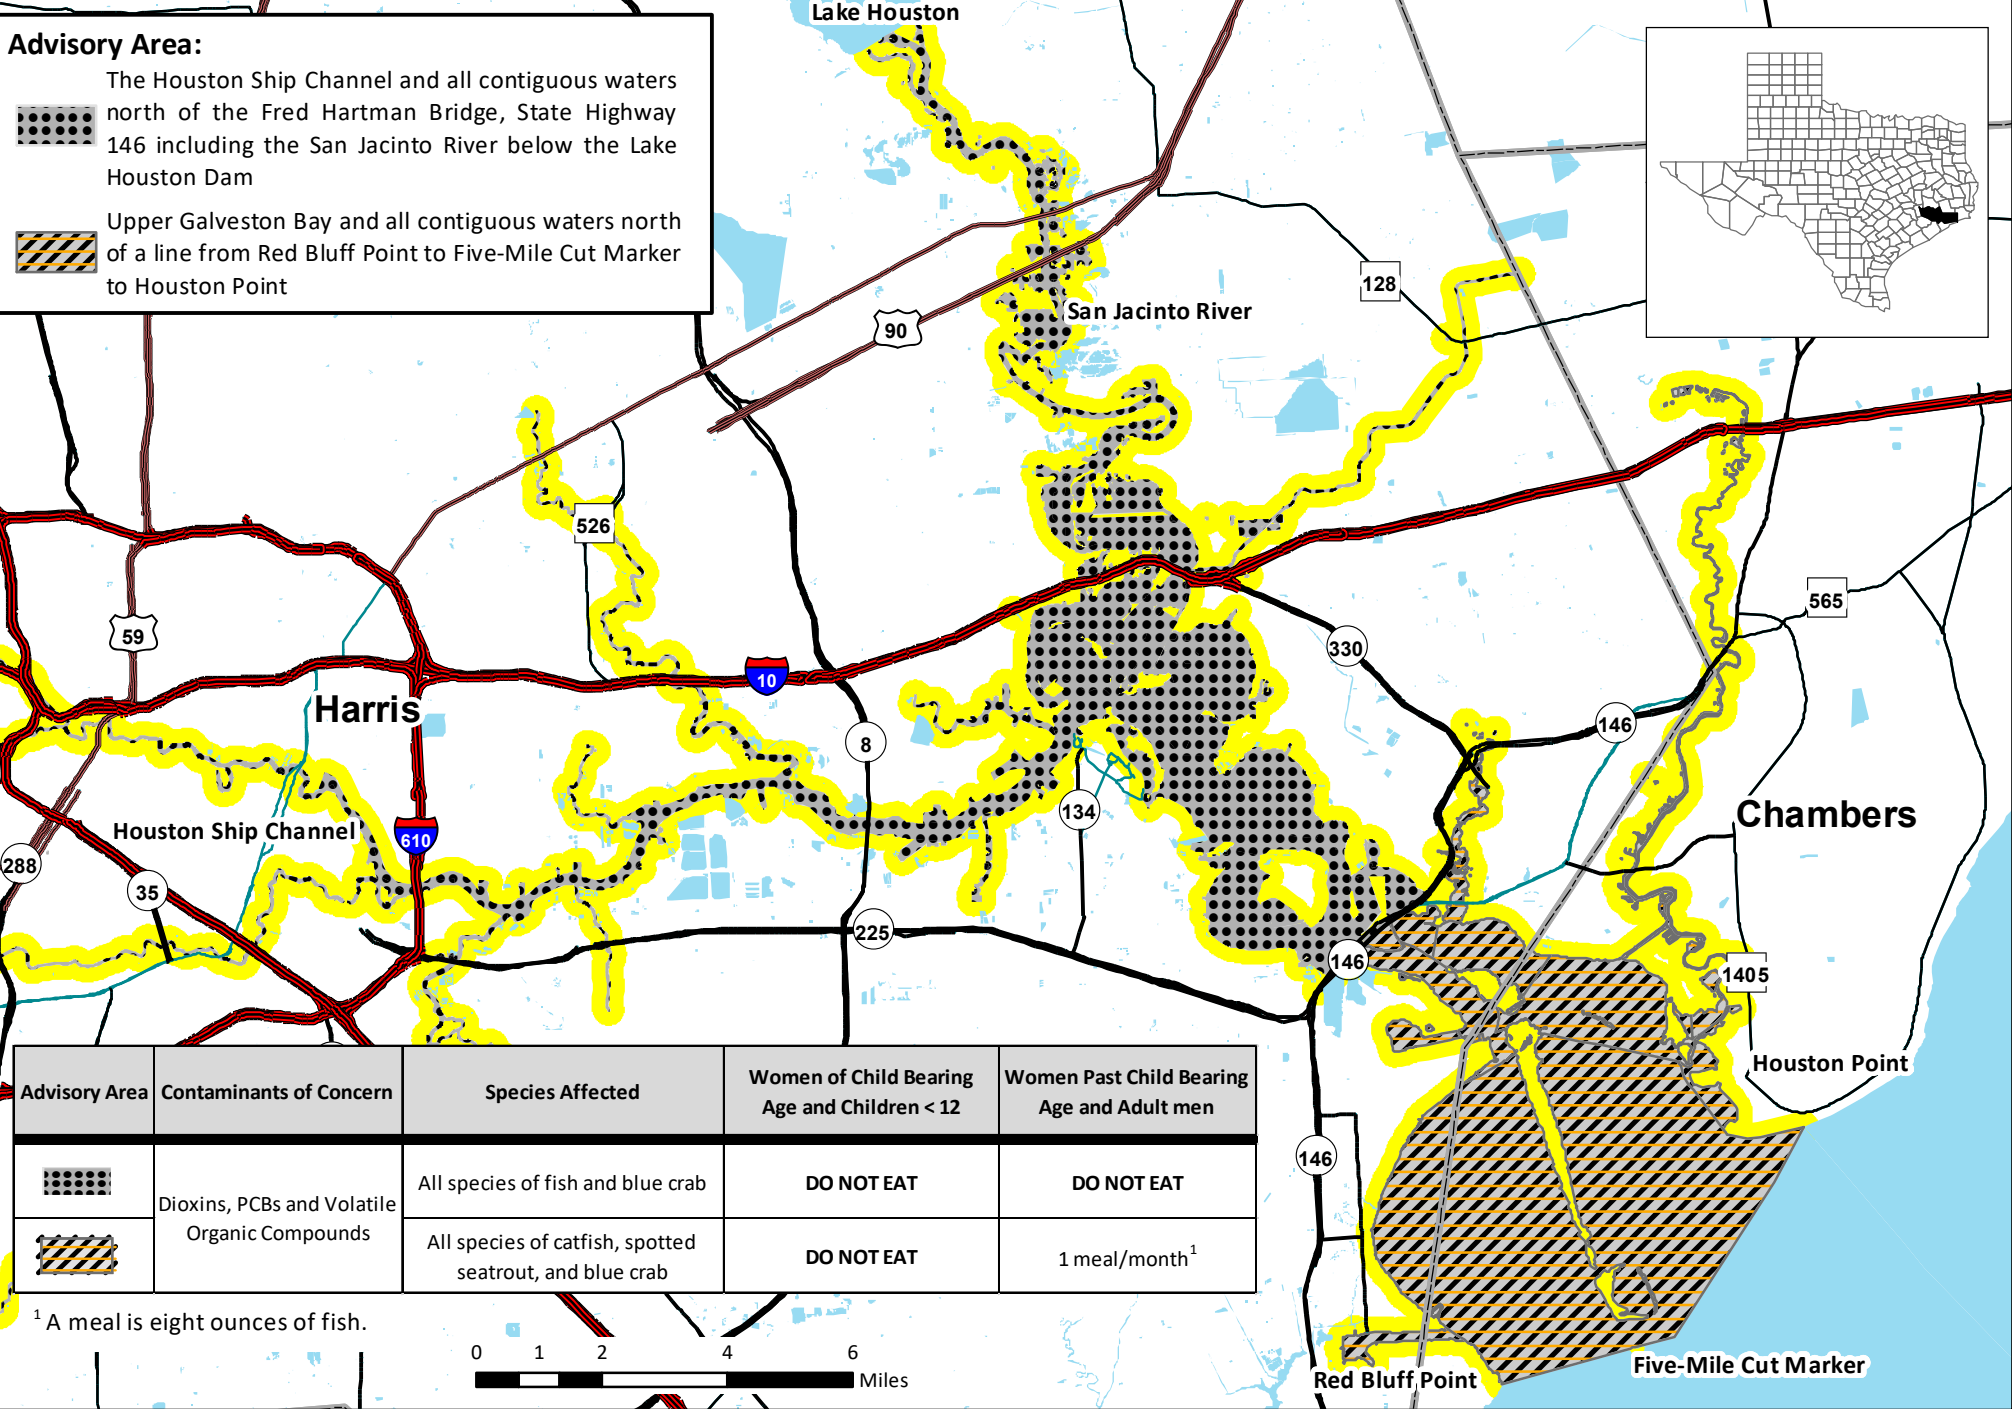 Lake Houston
Advisory Area:
The Houston Ship Channel and all contiguous waters
north of the Fred Hartman Bridge, State Highway
146 including the San Jacinto River below the Lake
Houston Dam
Upper Galveston Bay and all contiguous waters north
of a line from Red Bluff Point to Five-Mile Cut Marker
to Houston Point
128
San Jacinto River
90
526
565
59
330
10
Harris
146
8
Chambers
134
Houston Ship Channel
610
288
35
225
146
1405
Houston Point
Advisory Area
Contaminants of Concern
Species Affected
Women of Child Bearing
Age and Children < 12
Women Past Child Bearing
Age and Adult men
Dioxins, PCBs and Volatile
Organic Compounds
All species of fish and blue crab
DO NOT EAT
DO NOT EAT
All species of catfish, spotted
seatrout, and blue crab
DO NOT EAT
1 meal/month1
146
1 A meal is eight ounces of fish.
0 1 2 4 6
Miles
Five-Mile Cut Marker
Red Bluff Point